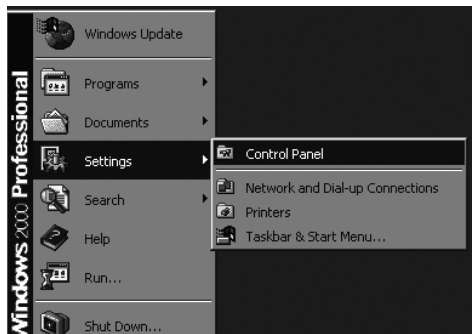 Windows 2000 Professional
Windows Update
Programs
Documents
Settings
Search
Help
Run...
Shut Down...
Control Panel
Network and Dial-up Connections
Printers
Taskbar & Start Menu...